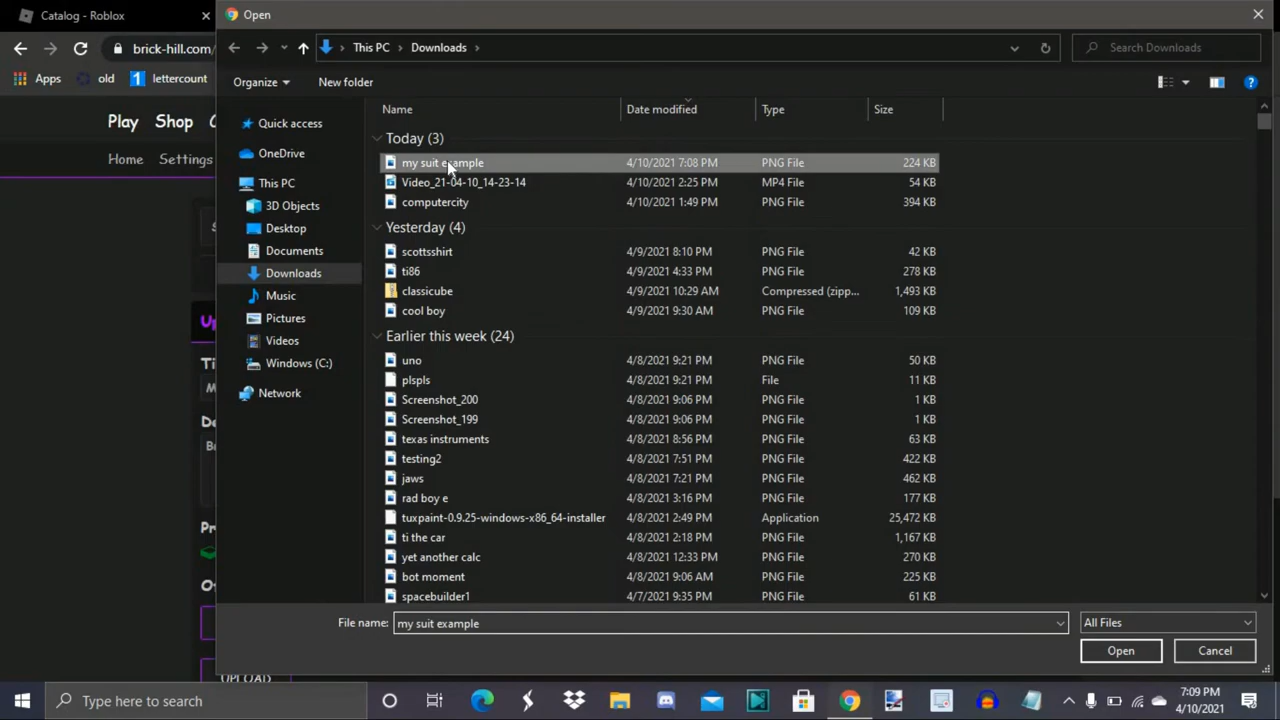 Catalog - Roblox
Open
brick-hill.com/
This PC
Downloads
Search Downloads
Apps
old
1
lettercount
Organize
New folder
?
Play
Shop
Home
Settings
Name
Date modified
Type
Size
Quick access
OneDrive
This PC
3D Objects
Desktop
Documents
Downloads
Music
Pictures
Videos
Windows (C:)
Network
Today (3)
my suit example 4/10/2021 7:08 PM PNG File 224 KB
Video_21-04-10_14-23-14 4/10/2021 2:25 PM MP4 File 54 KB
computercity 4/10/2021 1:49 PM PNG File 394 KB
Yesterday (4)
scottsshirt 4/9/2021 8:10 PM PNG File 42 KB
ti86 4/9/2021 4:33 PM PNG File 278 KB
classicube 4/9/2021 10:29 AM Compressed (zipp... 1,493 KB
cool boy 4/9/2021 9:30 AM PNG File 109 KB
Earlier this week (24)
uno 4/8/2021 9:21 PM PNG File 50 KB
plspls 4/8/2021 9:21 PM File 11 KB
Screenshot_200 4/8/2021 9:06 PM PNG File 1 KB
Screenshot_199 4/8/2021 9:06 PM PNG File 1 KB
texas instruments 4/8/2021 8:56 PM PNG File 63 KB
testing2 4/8/2021 7:51 PM PNG File 422 KB
jaws 4/8/2021 7:21 PM PNG File 462 KB
rad boy e 4/8/2021 3:16 PM PNG File 177 KB
tuxpaint-0.9.25-windows-x86_64-installer 4/8/2021 2:49 PM Application 25,472 KB
ti the car 4/8/2021 2:18 PM PNG File 1,167 KB
yet another calc 4/8/2021 12:33 PM PNG File 270 KB
bot moment 4/8/2021 9:06 AM PNG File 225 KB
spacebuilder1 4/7/2021 9:35 PM PNG File 61 KB
File name:
my suit example
All Files
Open
Cancel
UPLOAD
Type here to search
7:09 PM
4/10/2021